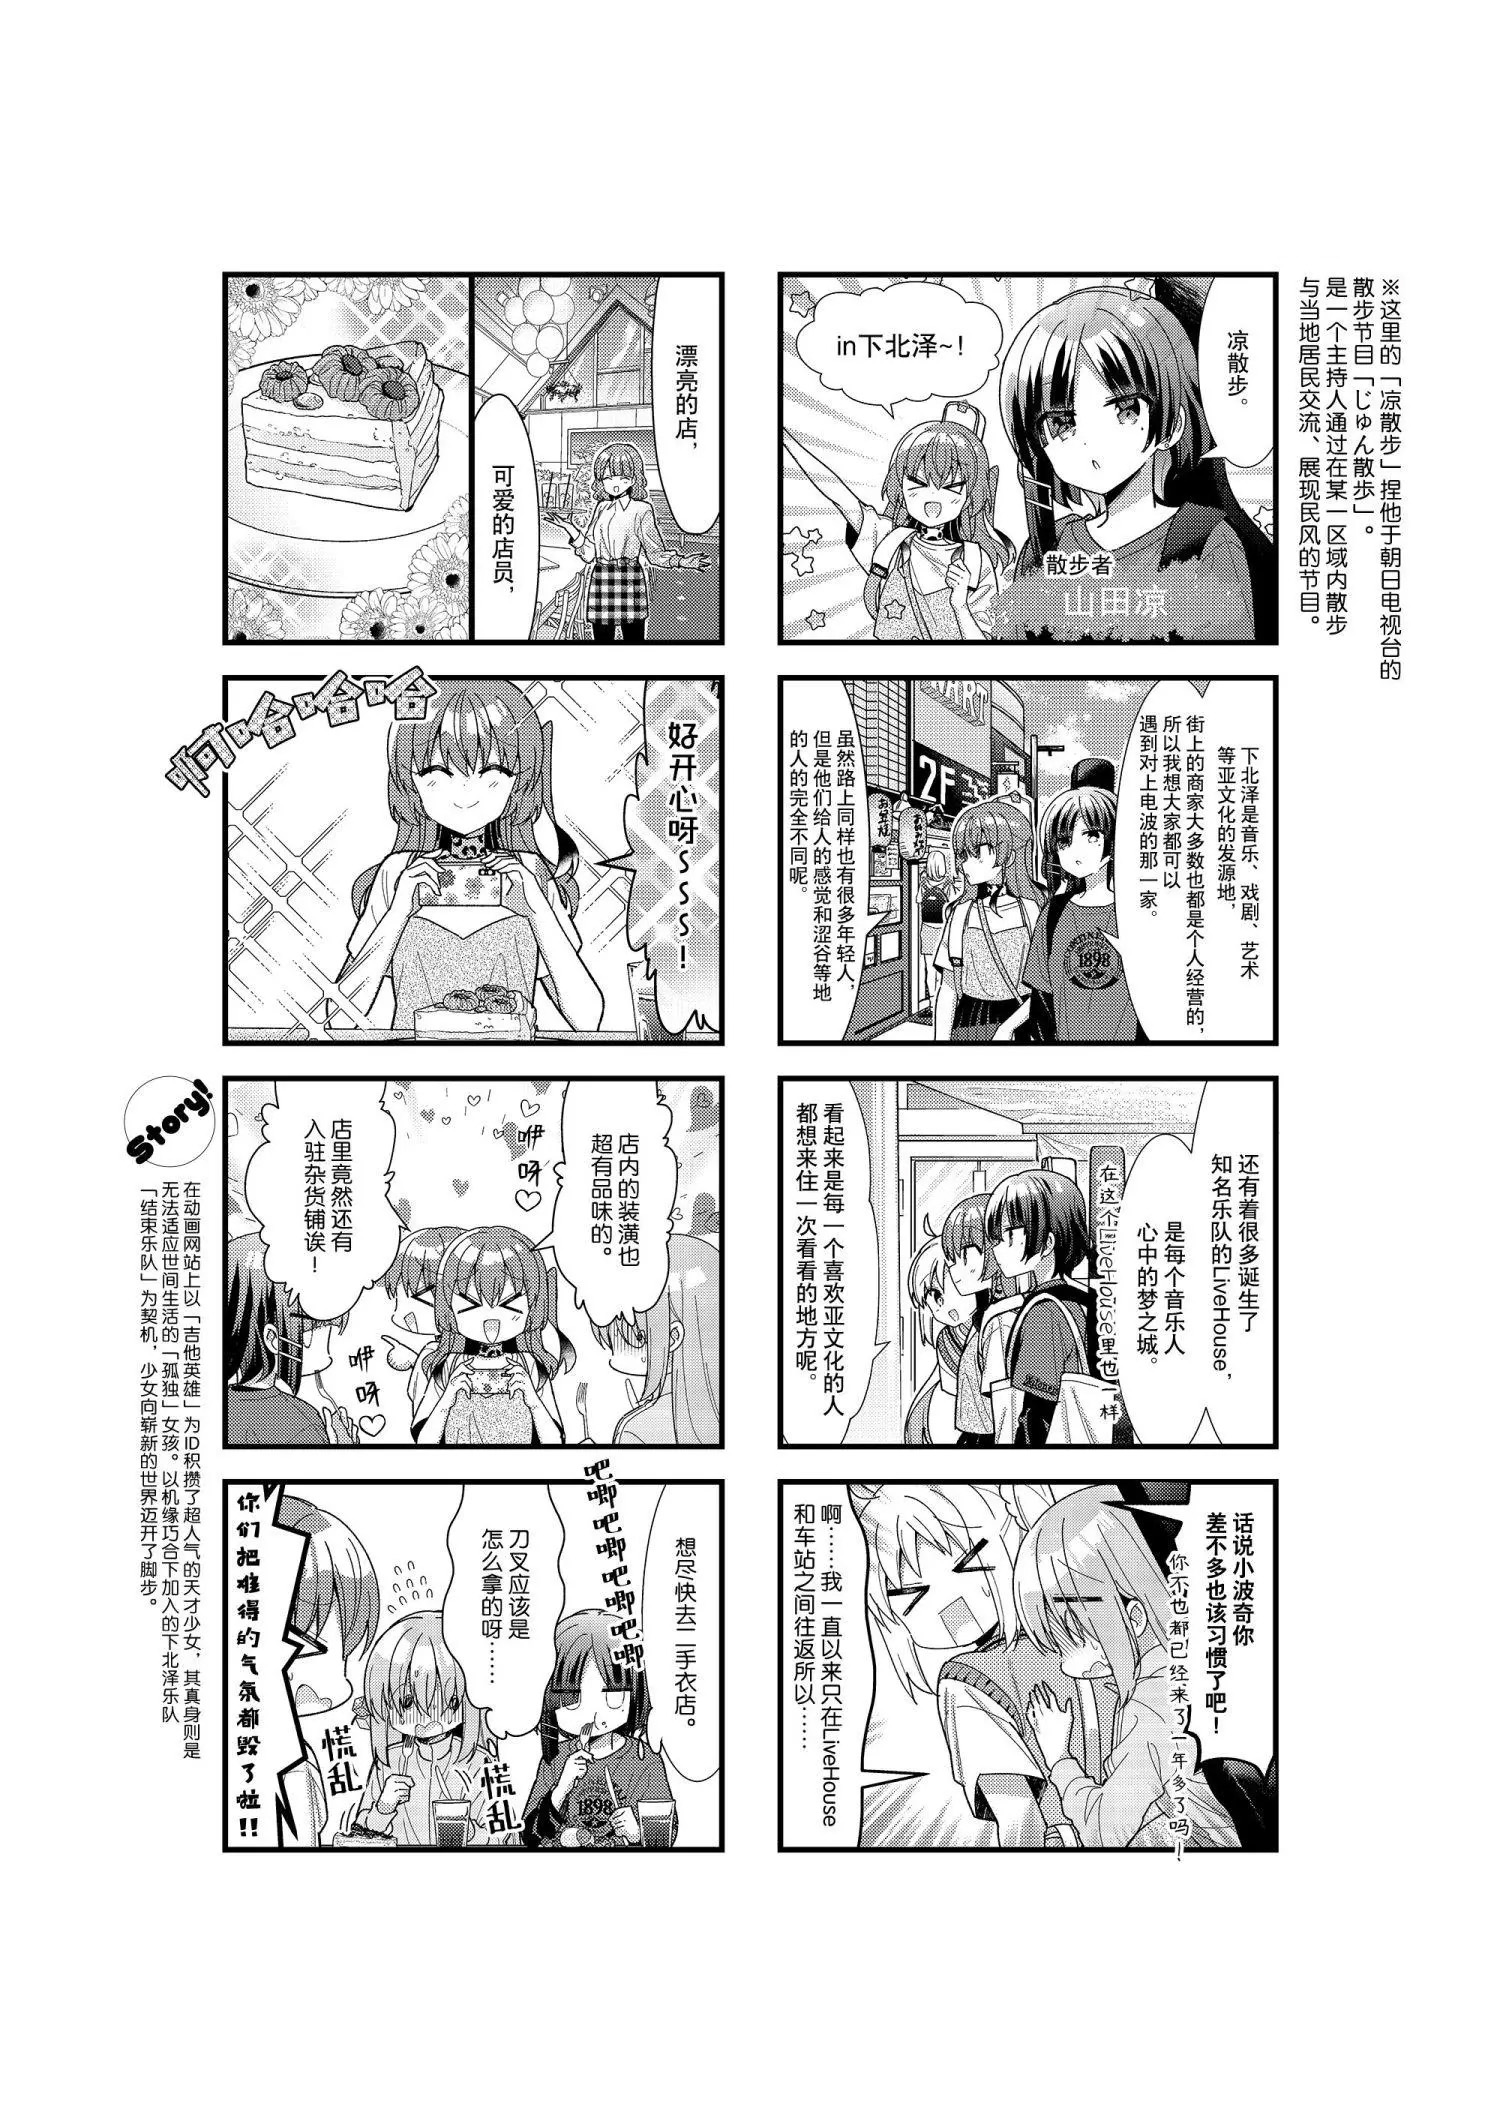 ※这里的「凉散步」捏他于朝日电视台的
散步节目「じゅん散歩」。
是一个主持人通过在某一区域内散步
与当地居民交流、展现民风的节目。
凉散步。
in下北泽~!
散步者
山田凉
下北泽是音乐、戏剧、艺术
等亚文化的发源地，
街上的商家大多数也都是个人经营的，
所以我想大家都可以
遇到对上电波的那一家。
虽然路上同样也有很多年轻人，
但是他们给人的感觉和涩谷等地
的人的完全不同呢。
MART
2F
1898
还有着很多诞生了
知名乐队的LiveHouse，
是每个音乐人
心中的梦之城。
在这个LiveHouse里也一样
看起来是每一个喜欢亚文化的人
都想来住一次看看的地方呢。
话说小波奇你
差不多也该习惯了吧！
你不也都已经来了一年多了吗！
啊……我一直以来只在LiveHouse
和车站之间往返所以……
漂亮的店，
可爱的店员，
好开心呀～～～！
啊哈哈哈哈
店内的装潢也
超有品味的。
咿呀♡
店里竟然还有
入驻杂货铺诶！
咿呀♡
想尽快去二手衣店。
吧唧吧唧吧唧吧唧
刀叉应该是
怎么拿的呀……
慌乱
慌乱
1898
你们把难得的气氛都毁了啦!!
Story!
在动画网站上以「吉他英雄」为ID积攒了超人气的天才少女，其真身则是
无法适应世间生活的「孤独」女孩。以机缘巧合下加入的下北泽乐队
「结束乐队」为契机，少女向崭新的世界迈开了脚步。